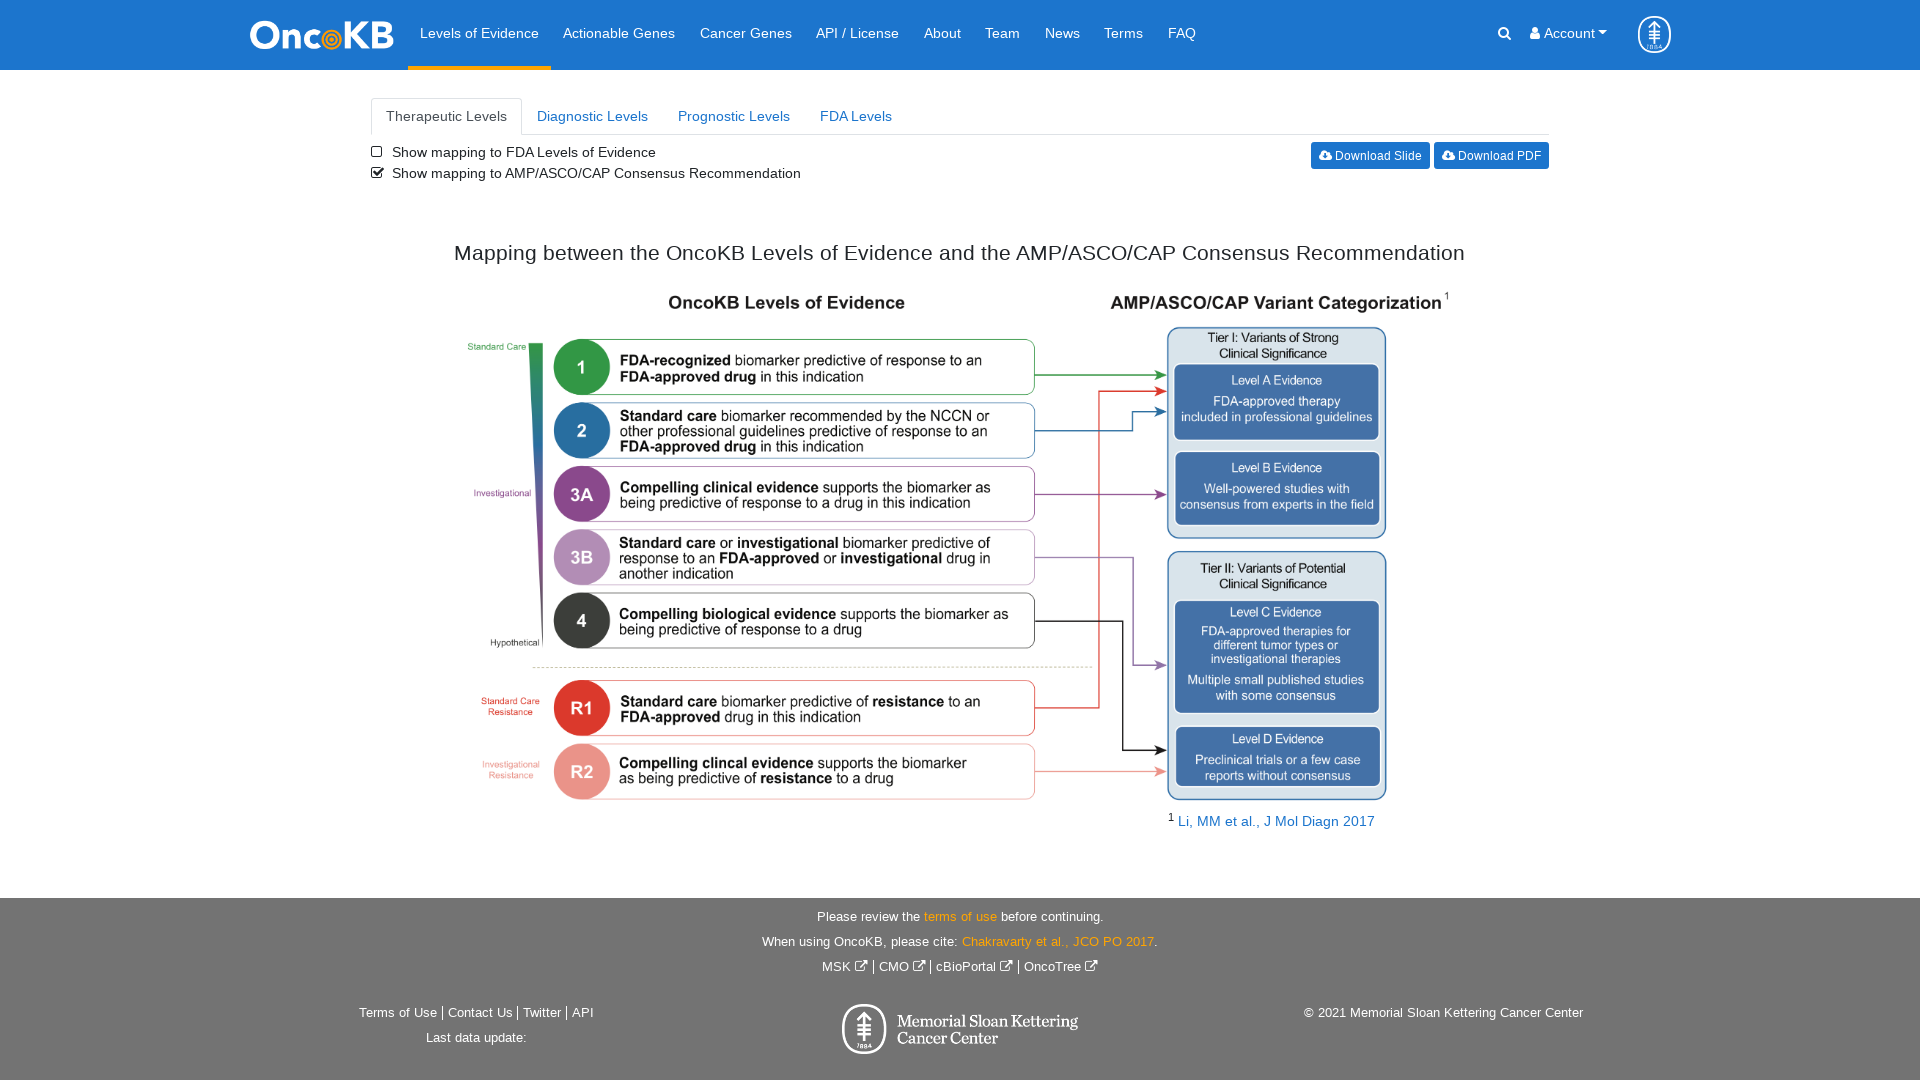 OncoKB Levels of Evidence Actionable Genes Cancer Genes API / License About Team News Terms FAQ Account
Therapeutic Levels Diagnostic Levels Prognostic Levels FDA Levels
Show mapping to FDA Levels of Evidence
Show mapping to AMP/ASCO/CAP Consensus Recommendation
Download Slide Download PDF
Mapping between the OncoKB Levels of Evidence and the AMP/ASCO/CAP Consensus Recommendation
OncoKB Levels of Evidence
Standard Care
Investigational
Hypothetical
1
FDA-recognized biomarker predictive of response to an
FDA-approved drug in this indication
2
Standard care biomarker recommended by the NCCN or
other professional guidelines predictive of response to an
FDA-approved drug in this indication
3A
Compelling clinical evidence supports the biomarker as
being predictive of response to a drug in this indication
3B
Standard care or investigational biomarker predictive of
response to an FDA-approved or investigational drug in
another indication
4
Compelling biological evidence supports the biomarker as
being predictive of response to a drug
Standard Care
Resistance
R1
Standard care biomarker predictive of resistance to an
FDA-approved drug in this indication
Investigational
Resistance
R2
Compelling clincal evidence supports the biomarker
as being predictive of resistance to a drug
AMP/ASCO/CAP Variant Categorization 1
Tier I: Variants of Strong
Clinical Significance
Level A Evidence
FDA-approved therapy
included in professional guidelines
Level B Evidence
Well-powered studies with
consensus from experts in the field
Tier II: Variants of Potential
Clinical Significance
Level C Evidence
FDA-approved therapies for
different tumor types or
investigational therapies
Multiple small published studies
with some consensus
Level D Evidence
Preclinical trials or a few case
reports without consensus
1 Li, MM et al., J Mol Diagn 2017
Please review the terms of use before continuing.
When using OncoKB, please cite: Chakravarty et al., JCO PO 2017.
MSK | CMO | cBioPortal | OncoTree
Terms of Use | Contact Us | Twitter | API
Last data update:
1884
Memorial Sloan Kettering
Cancer Center
© 2021 Memorial Sloan Kettering Cancer Center